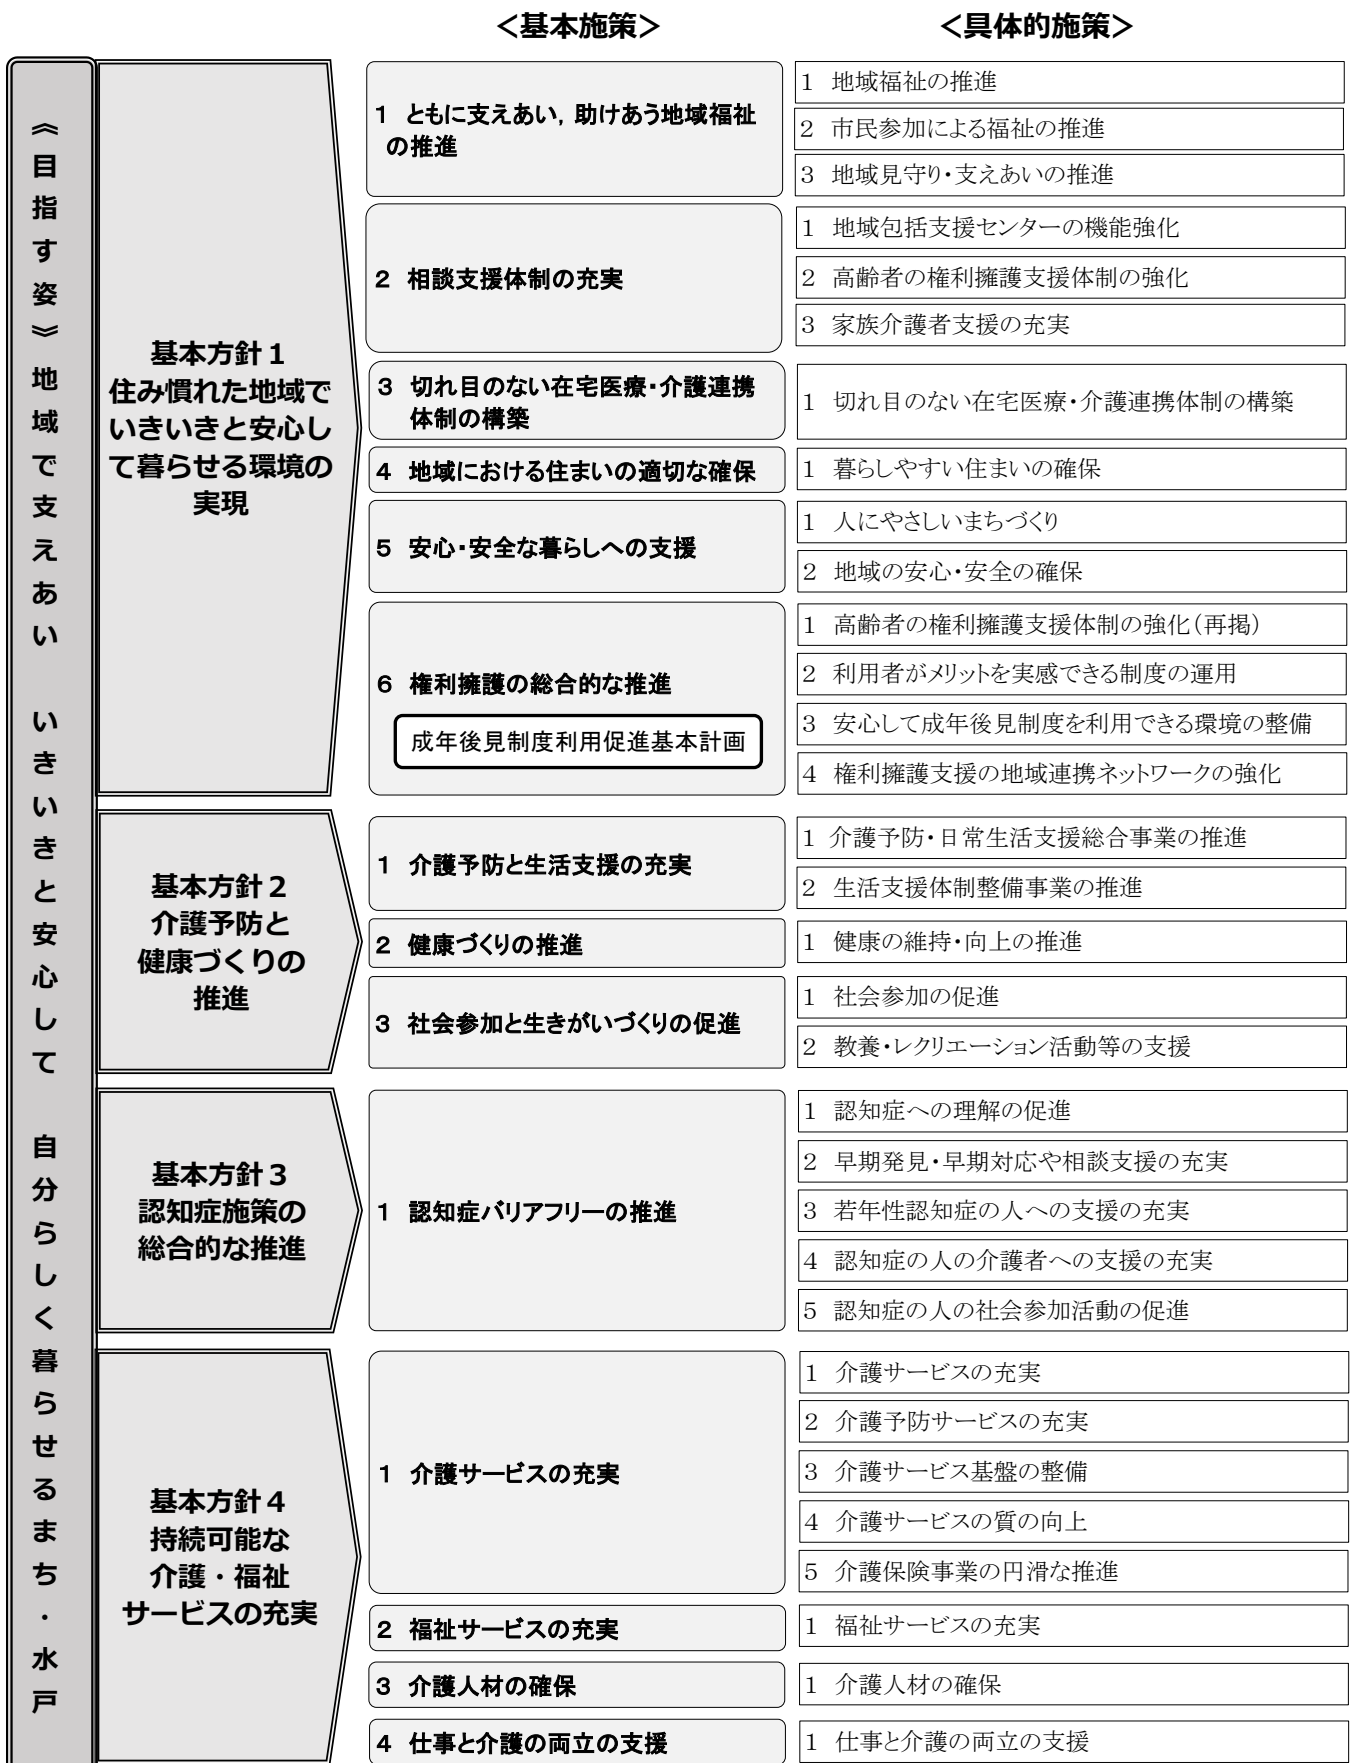 ＜基本施策＞
＜具体的施策＞
《目指す姿》地域で支えあい　いきいきと安心して　自分らしく暮らせるまち・水戸
基本方針１
住み慣れた地域で
いきいきと安心し
て暮らせる環境の
実現
１　ともに支えあい，助けあう地域福祉
の推進
１　地域福祉の推進
２　市民参加による福祉の推進
３　地域見守り・支えあいの推進
２　相談支援体制の充実
１　地域包括支援センターの機能強化
２　高齢者の権利擁護支援体制の強化
３　家族介護者支援の充実
３　切れ目のない在宅医療・介護連携
体制の構築
１　切れ目のない在宅医療・介護連携体制の構築
４　地域における住まいの適切な確保
１　暮らしやすい住まいの確保
５　安心・安全な暮らしへの支援
１　人にやさしいまちづくり
２　地域の安心・安全の確保
６　権利擁護の総合的な推進
成年後見制度利用促進基本計画
１　高齢者の権利擁護支援体制の強化（再掲）
２　利用者がメリットを実感できる制度の運用
３　安心して成年後見制度を利用できる環境の整備
４　権利擁護支援の地域連携ネットワークの強化
基本方針２
介護予防と
健康づくりの
推進
１　介護予防と生活支援の充実
１　介護予防・日常生活支援総合事業の推進
２　生活支援体制整備事業の推進
２　健康づくりの推進
１　健康の維持・向上の推進
３　社会参加と生きがいづくりの促進
１　社会参加の促進
２　教養・レクリエーション活動等の支援
基本方針３
認知症施策の
総合的な推進
１　認知症バリアフリーの推進
１　認知症への理解の促進
２　早期発見・早期対応や相談支援の充実
３　若年性認知症の人への支援の充実
４　認知症の人の介護者への支援の充実
５　認知症の人の社会参加活動の促進
基本方針４
持続可能な
介護・福祉
サービスの充実
１　介護サービスの充実
１　介護サービスの充実
２　介護予防サービスの充実
３　介護サービス基盤の整備
４　介護サービスの質の向上
５　介護保険事業の円滑な推進
２　福祉サービスの充実
１　福祉サービスの充実
３　介護人材の確保
１　介護人材の確保
４　仕事と介護の両立の支援
１　仕事と介護の両立の支援